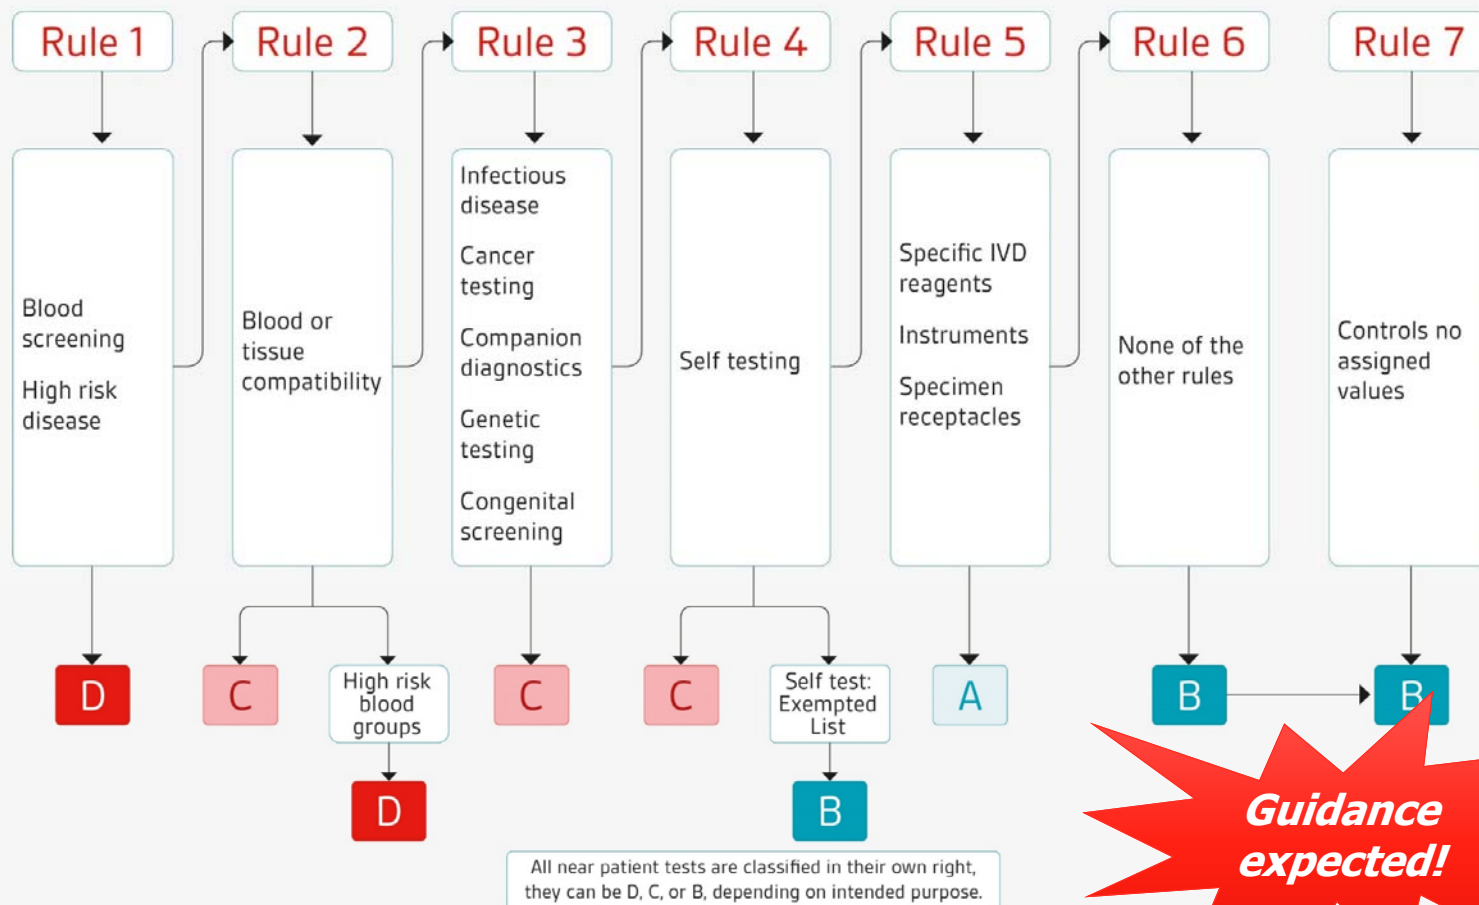 Rule 1
Rule 2
Rule 3
Rule 4
Rule 5
Rule 6
Rule 7
Blood
screening
High risk
disease
Blood or
tissue
compatibility
Infectious
disease
Cancer
testing
Companion
diagnostics
Genetic
testing
Congenital
screening
Self testing
Specific IVD
reagents
Instruments
Specimen
receptacles
None of the
other rules
Controls no
assigned
values
D
C
High risk
blood
groups
C
C
Self test:
Exempted
List
A
B
B
D
B
Guidance
expected!
All near patient tests are classified in their own right,
they can be D, C, or B, depending on intended purpose.